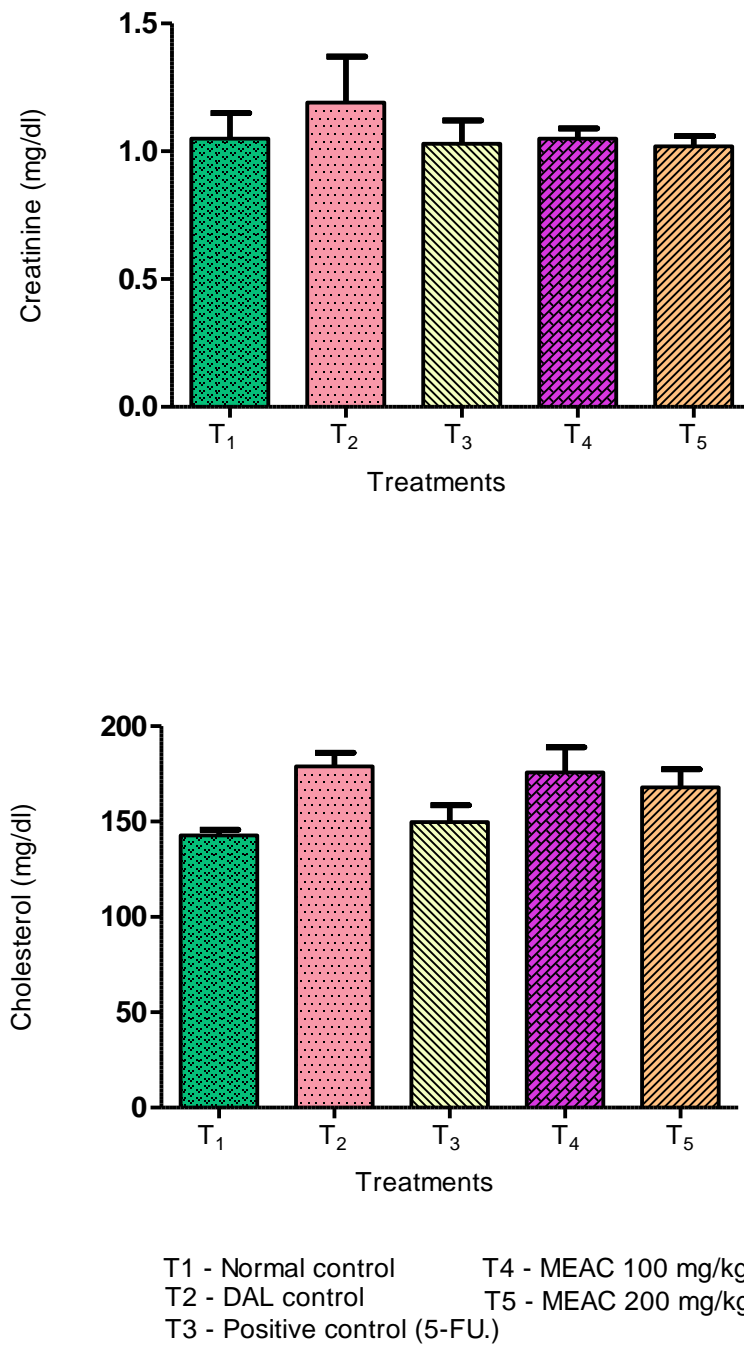 1.5
1.0
0.5
0.0
Creatinine (mg/dl)
T1 T2 T3 T4 T5
Treatments
200
150
100
50
0
Cholesterol (mg/dl)
T1 T2 T3 T4 T5
Treatments
T1 - Normal control T4 - MEAC 100 mg/kg
T2 - DAL control T5 - MEAC 200 mg/kg
T3 - Positive control (5-FU.)